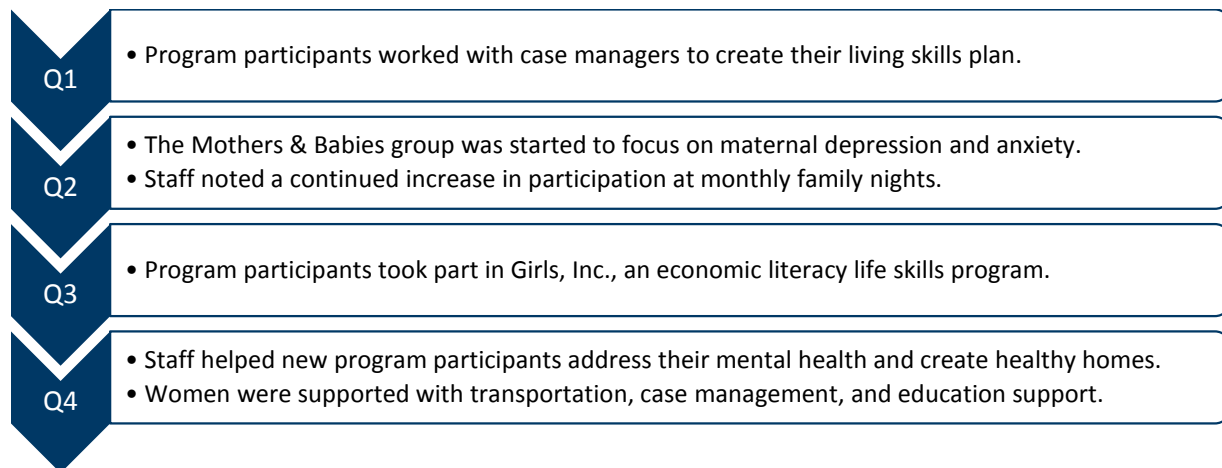 Q1
• Program participants worked with case managers to create their living skills plan.
Q2
• The Mothers & Babies group was started to focus on maternal depression and anxiety.
• Staff noted a continued increase in participation at monthly family nights.
Q3
• Program participants took part in Girls, Inc., an economic literacy life skills program.
Q4
• Staff helped new program participants address their mental health and create healthy homes.
• Women were supported with transportation, case management, and education support.